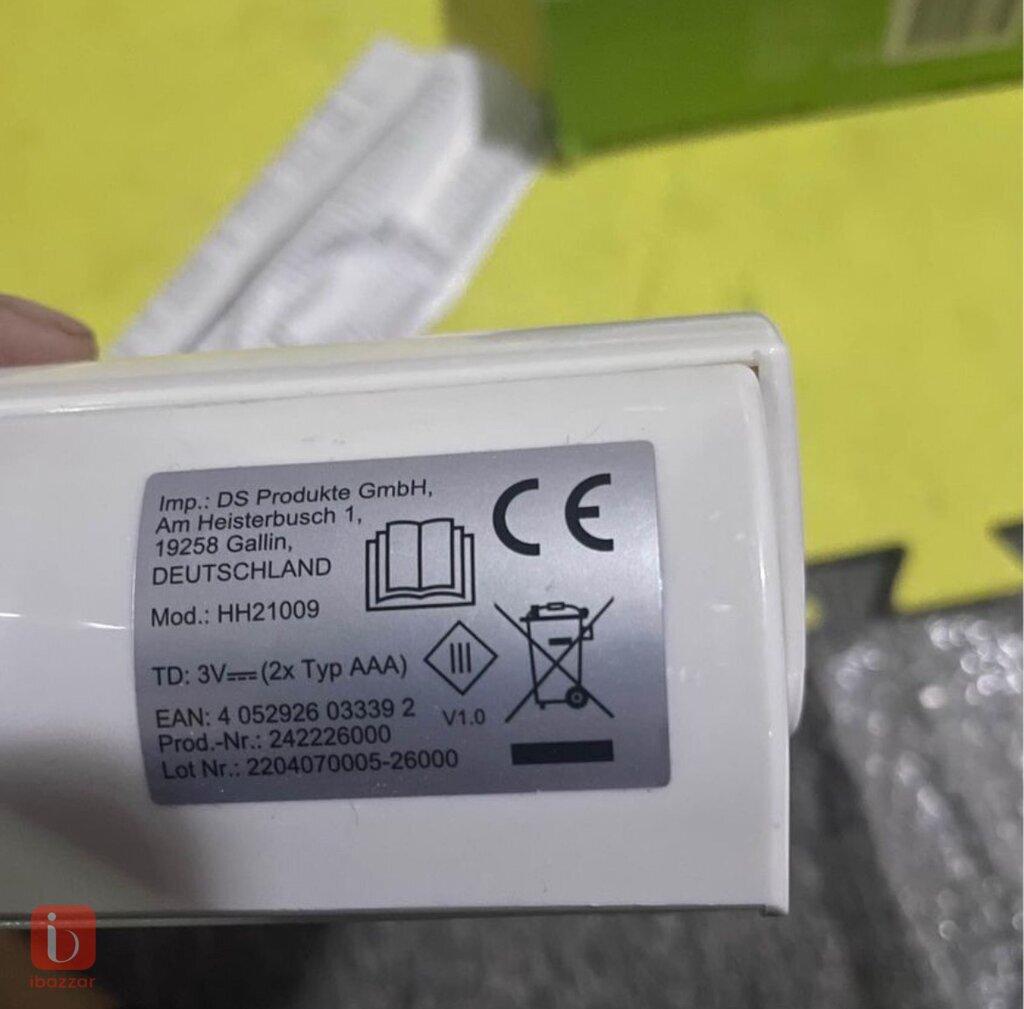 Imp.: DS Produkte GmbH,
Am Heisterbusch 1,
19258 Gallin,
DEUTSCHLAND
Mod.: HH21009
CE
III
TD: 3V⎓(2x Typ AAA)
EAN: 4 052926 03339 2
V1.0
Prod.-Nr.: 242226000
Lot Nr.: 2204070005-26000
ibazzar